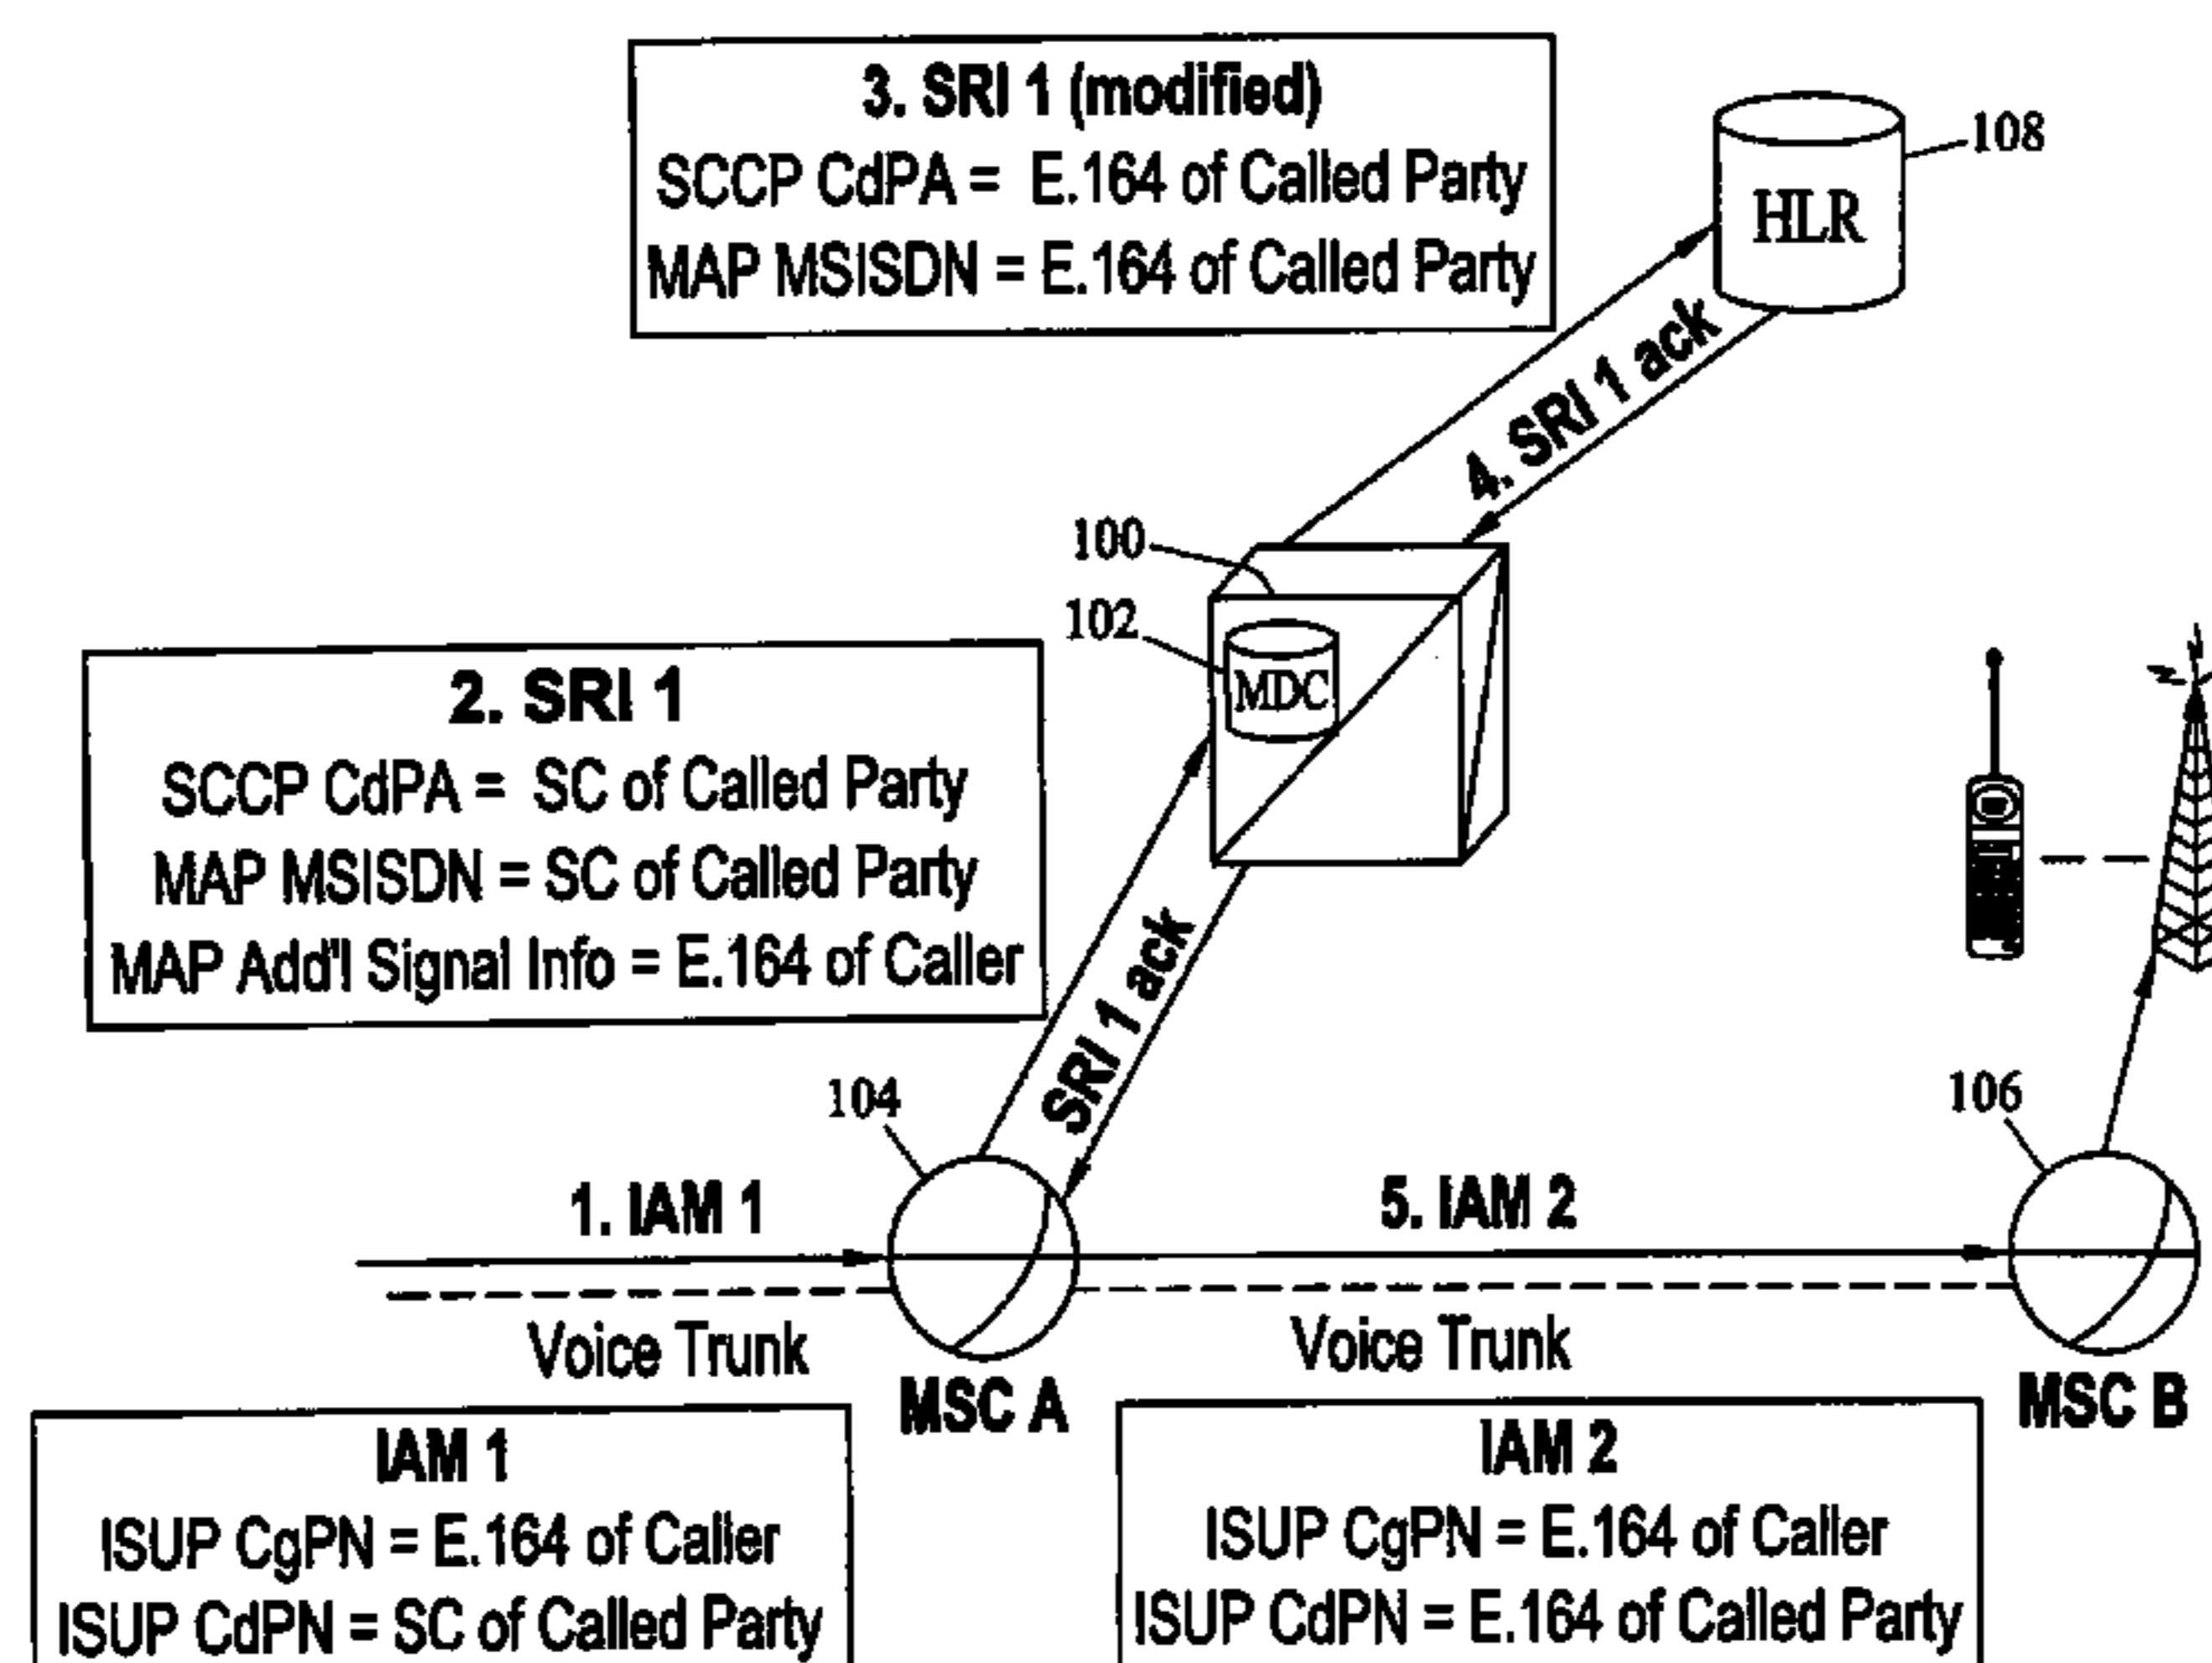 3. SRI 1 (modified)
SCCP CdPA = E.164 of Called Party
MAP MSISDN = E.164 of Called Party
108
HLR
4. SRI 1 ack
100
102
MDC
2. SRI 1
SCCP CdPA = SC of Called Party
MAP MSISDN = SC of Called Party
MAP Add'l Signal Info = E.164 of Caller
SRI 1 ack
104
106
1. IAM 1
5. IAM 2
Voice Trunk
Voice Trunk
MSC A
MSC B
IAM 1
ISUP CgPN = E.164 of Caller
ISUP CdPN = SC of Called Party
IAM 2
ISUP CgPN = E.164 of Caller
ISUP CdPN = E.164 of Called Party